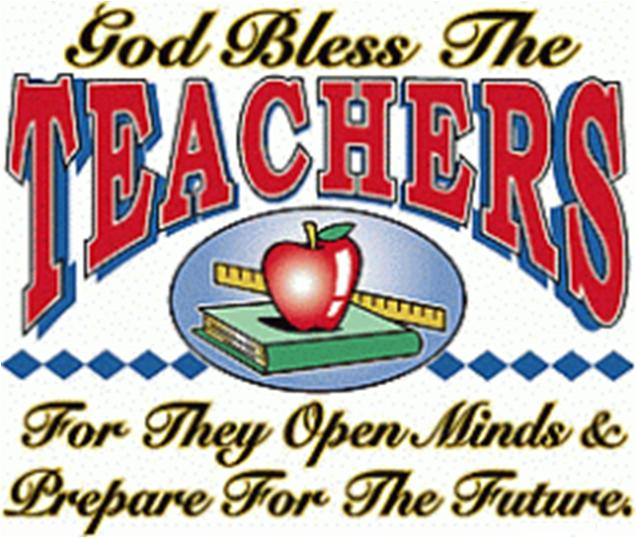 God Bless The
TEACHERS
For They Open Minds &
Prepare For The Future.